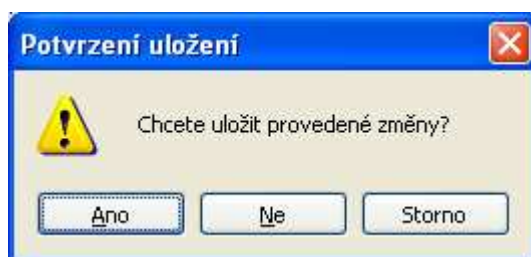 Potvrzení uložení
Chcete uložit provedené změny?
Ano Ne Storno